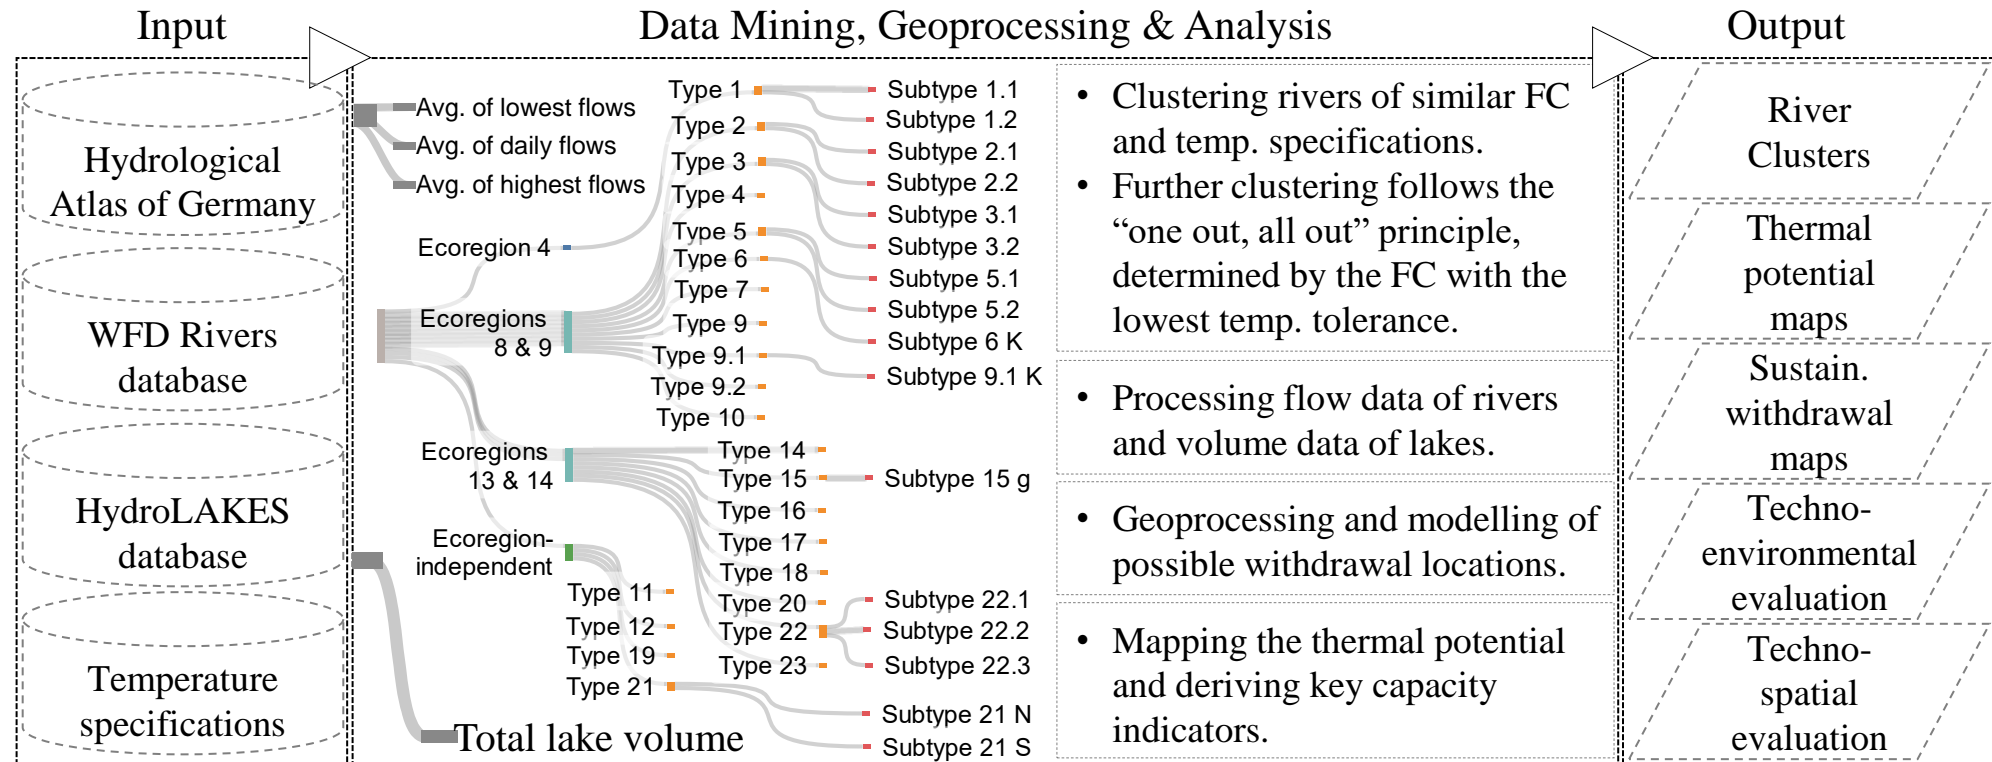 Input
Data Mining, Geoprocessing & Analysis
Output
Hydrological
Atlas of Germany
WFD Rivers
database
HydroLAKES
database
Temperature
specifications
Avg. of lowest flows
Avg. of daily flows
Avg. of highest flows
Ecoregion 4
Ecoregions
8 & 9
Ecoregions
13 & 14
Ecoregion-
independent
Total lake volume
Type 1
Type 2
Type 3
Type 4
Type 5
Type 6
Type 7
Type 9
Type 9.1
Type 9.2
Type 10
Type 14
Type 15
Type 16
Type 17
Type 18
Type 20
Type 22
Type 23
Type 11
Type 12
Type 19
Type 21
Subtype 1.1
Subtype 1.2
Subtype 2.1
Subtype 2.2
Subtype 3.1
Subtype 3.2
Subtype 5.1
Subtype 5.2
Subtype 6 K
Subtype 9.1 K
Subtype 15 g
Subtype 22.1
Subtype 22.2
Subtype 22.3
Subtype 21 N
Subtype 21 S
• Clustering rivers of similar FC
and temp. specifications.
• Further clustering follows the
“one out, all out” principle,
determined by the FC with the
lowest temp. tolerance.
• Processing flow data of rivers
and volume data of lakes.
• Geoprocessing and modelling of
possible withdrawal locations.
• Mapping the thermal potential
and deriving key capacity
indicators.
River
Clusters
Thermal
potential
maps
Sustain.
withdrawal
maps
Techno-
environmental
evaluation
Techno-
spatial
evaluation